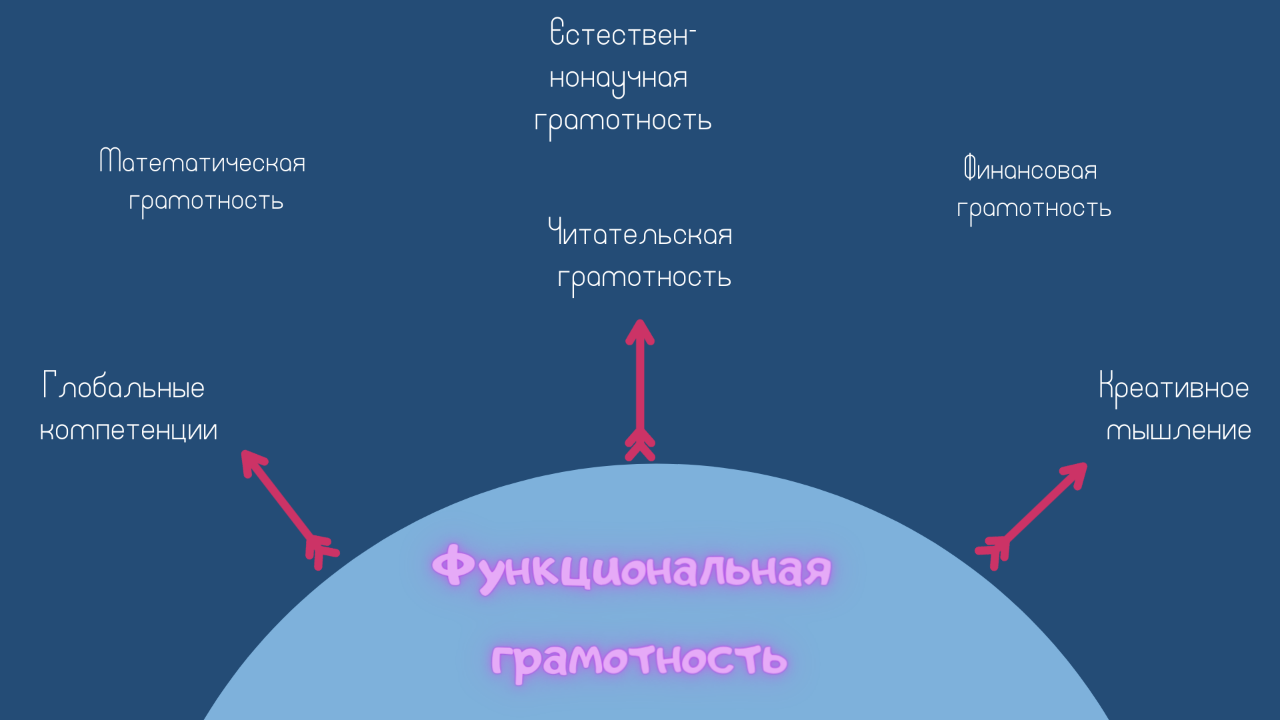 Естествен-
нонаучная
грамотность
Математическая
грамотность
Финансовая
грамотность
Читательская
грамотность
Глобальные
компетенции
Креативное
мышление
Функциональная
грамотность